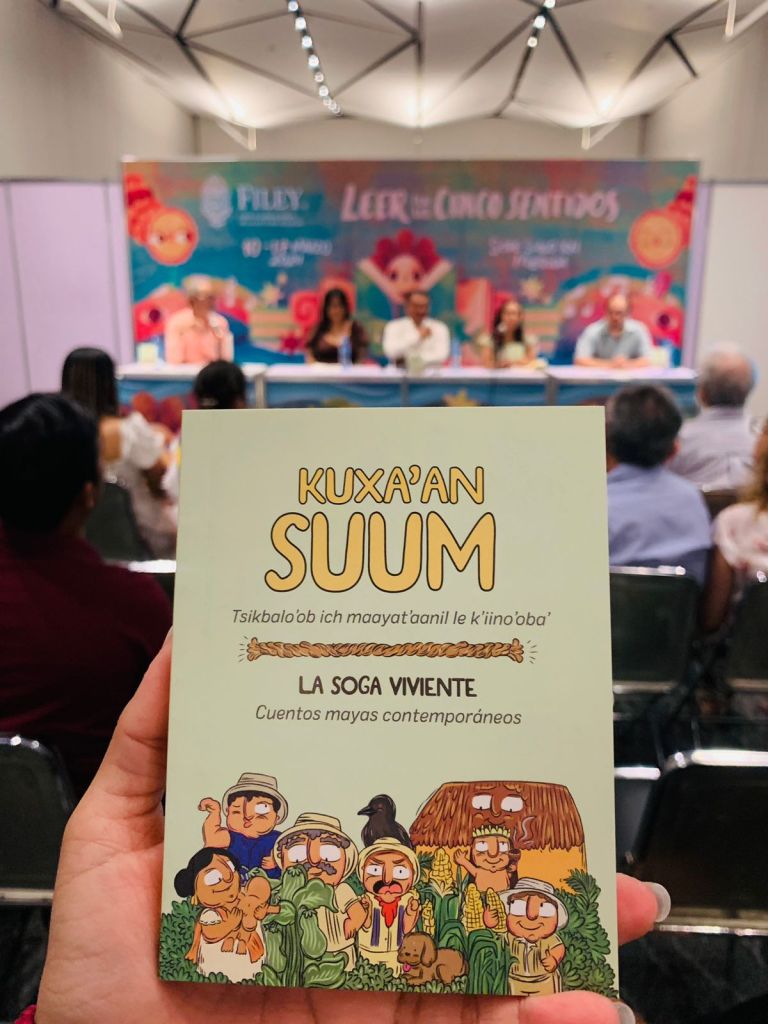 FILEY
LEER CON LOS CINCO SENTIDOS
KUXA'AN
SUUM
Tsikbalo'ob ich maayat'aanil le k'iino'oba'
LA SOGA VIVIENTE
Cuentos mayas contemporáneos